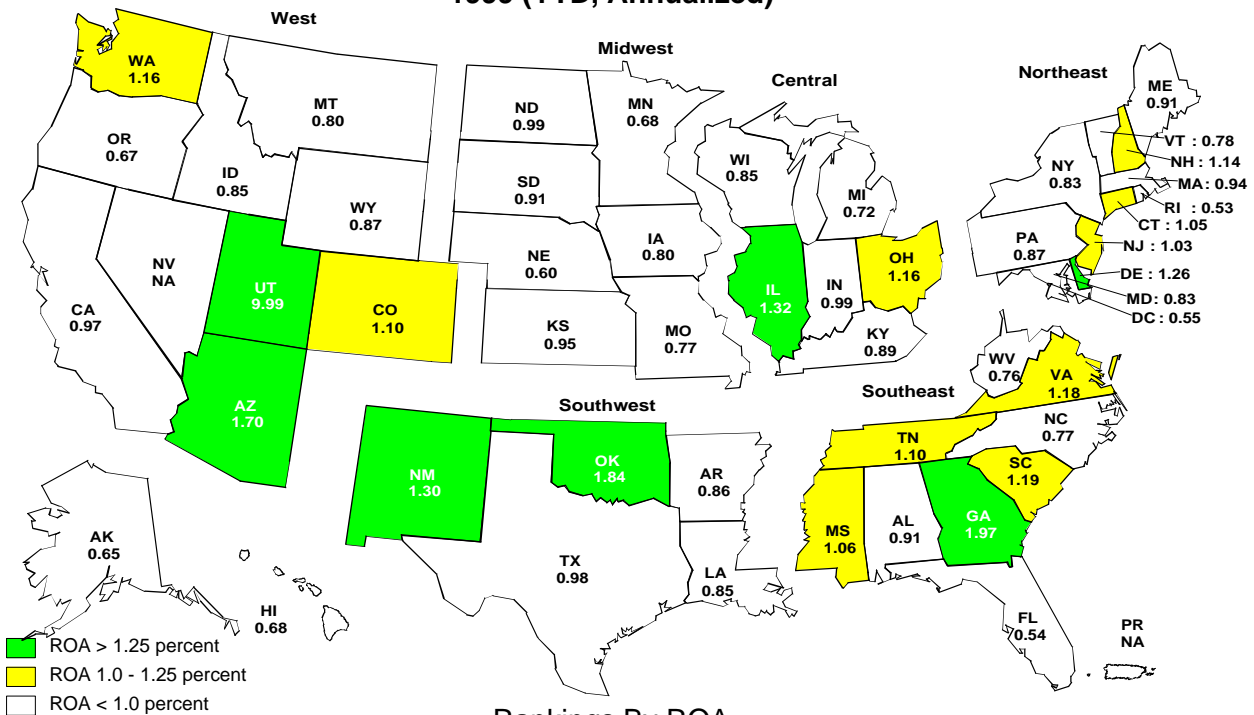 West
Midwest
Central
Northeast
WA
1.16
MT
0.80
OR
0.67
ID
0.85
WY
0.87
NV
NA
UT
9.99
CO
1.10
CA
0.97
AZ
1.70
AK
0.65
HI
0.68
ND
0.99
MN
0.68
SD
0.91
NE
0.60
IA
0.80
KS
0.95
MO
0.77
WI
0.85
MI
0.72
IL
1.32
IN
0.99
OH
1.16
KY
0.89
ME
0.91
VT : 0.78
NH : 1.14
MA: 0.94
RI : 0.53
CT : 1.05
NJ : 1.03
DE : 1.26
MD: 0.83
DC : 0.55
NY
0.83
PA
0.87
Southwest
NM
1.30
OK
1.84
AR
0.86
TX
0.98
LA
0.85
Southeast
WV
0.76
VA
1.18
TN
1.10
NC
0.77
SC
1.19
MS
1.06
AL
0.91
GA
1.97
FL
0.54
PR
NA
ROA > 1.25 percent
ROA 1.0 - 1.25 percent
ROA < 1.0 percent